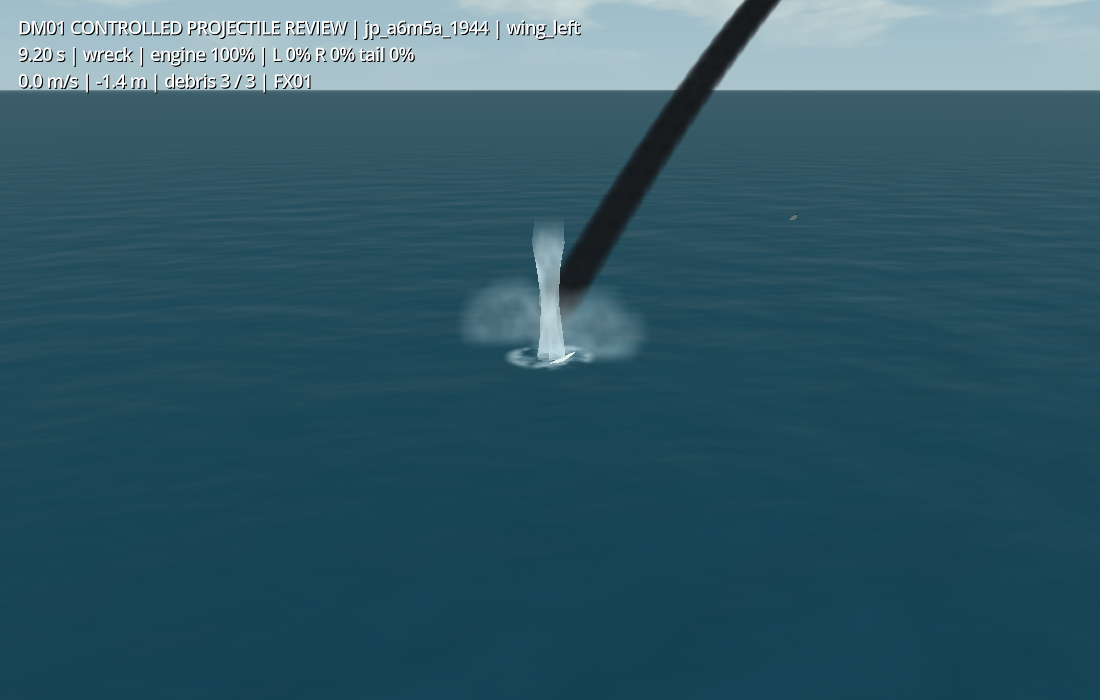 DM01 CONTROLLED PROJECTILE REVIEW | jp_a6m5a_1944 | wing_left
9.20 s | wreck | engine 100% | L 0% R 0% tail 0%
0.0 m/s | -1.4 m | debris 3 / 3 | FX01